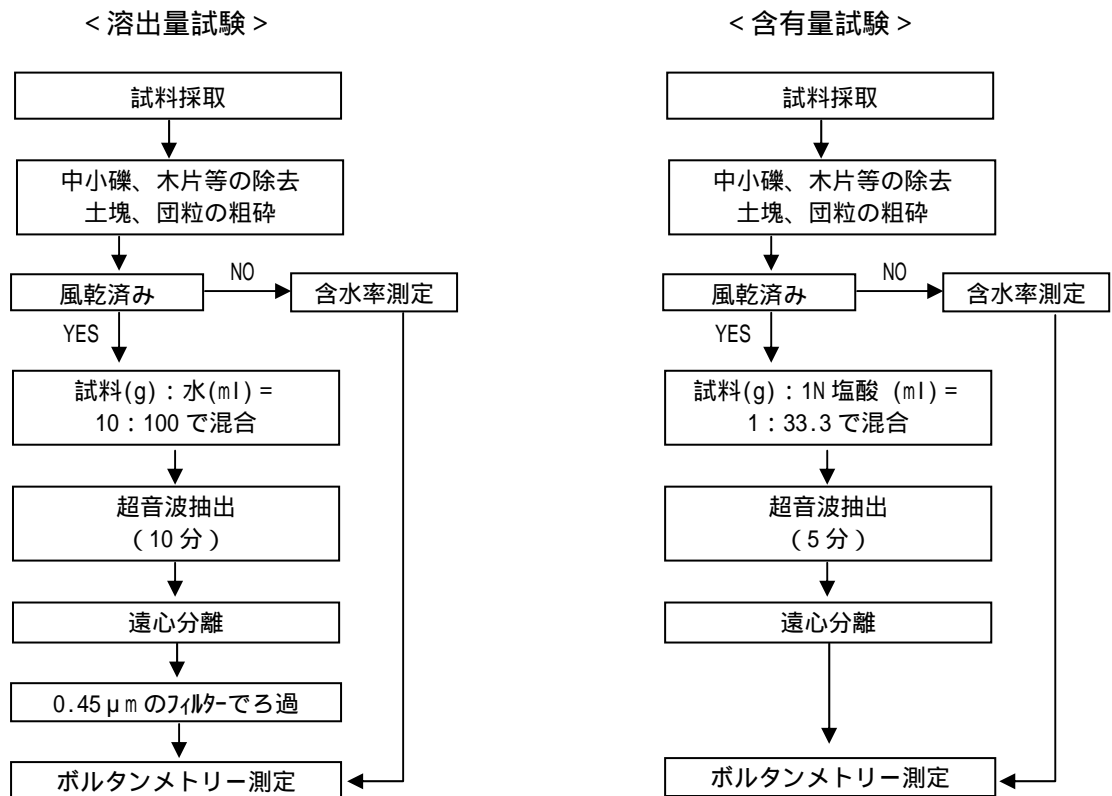 <溶出量試験>
試料採取
中小礫、木片等の除去
土塊、団粒の粗砕
風乾済み
NO
含水率測定
YES
試料(g):水(ml)=
10:100で混合
超音波抽出
(10分)
遠心分離
0.45μmのフィルターでろ過
ボルタンメトリー測定
<含有量試験>
試料採取
中小礫、木片等の除去
土塊、団粒の粗砕
風乾済み
NO
含水率測定
YES
試料(g):1N塩酸 (ml)=
1:33.3で混合
超音波抽出
(5分)
遠心分離
ボルタンメトリー測定